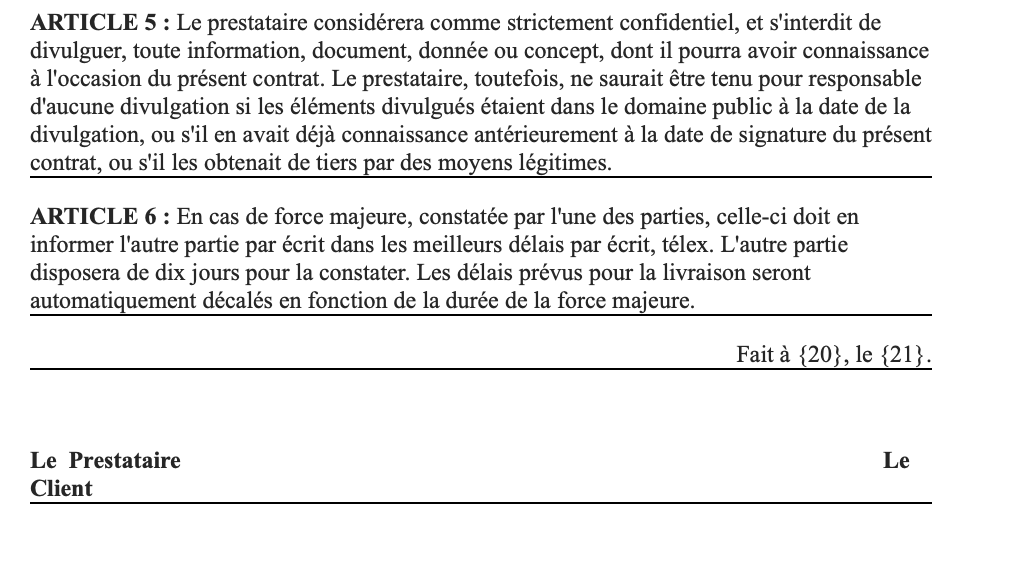 ARTICLE 5 : Le prestataire considérera comme strictement confidentiel, et s'interdit de
divulguer, toute information, document, donnée ou concept, dont il pourra avoir connaissance
à l'occasion du présent contrat. Le prestataire, toutefois, ne saurait être tenu pour responsable
d'aucune divulgation si les éléments divulgués étaient dans le domaine public à la date de la
divulgation, ou s'il en avait déjà connaissance antérieurement à la date de signature du présent
contrat, ou s'il les obtenait de tiers par des moyens légitimes.
ARTICLE 6 : En cas de force majeure, constatée par l'une des parties, celle-ci doit en
informer l'autre partie par écrit dans les meilleurs délais par écrit, télex. L'autre partie
disposera de dix jours pour la constater. Les délais prévus pour la livraison seront
automatiquement décalés en fonction de la durée de la force majeure.
Fait à {20}, le {21}.
Le Prestataire Le
Client